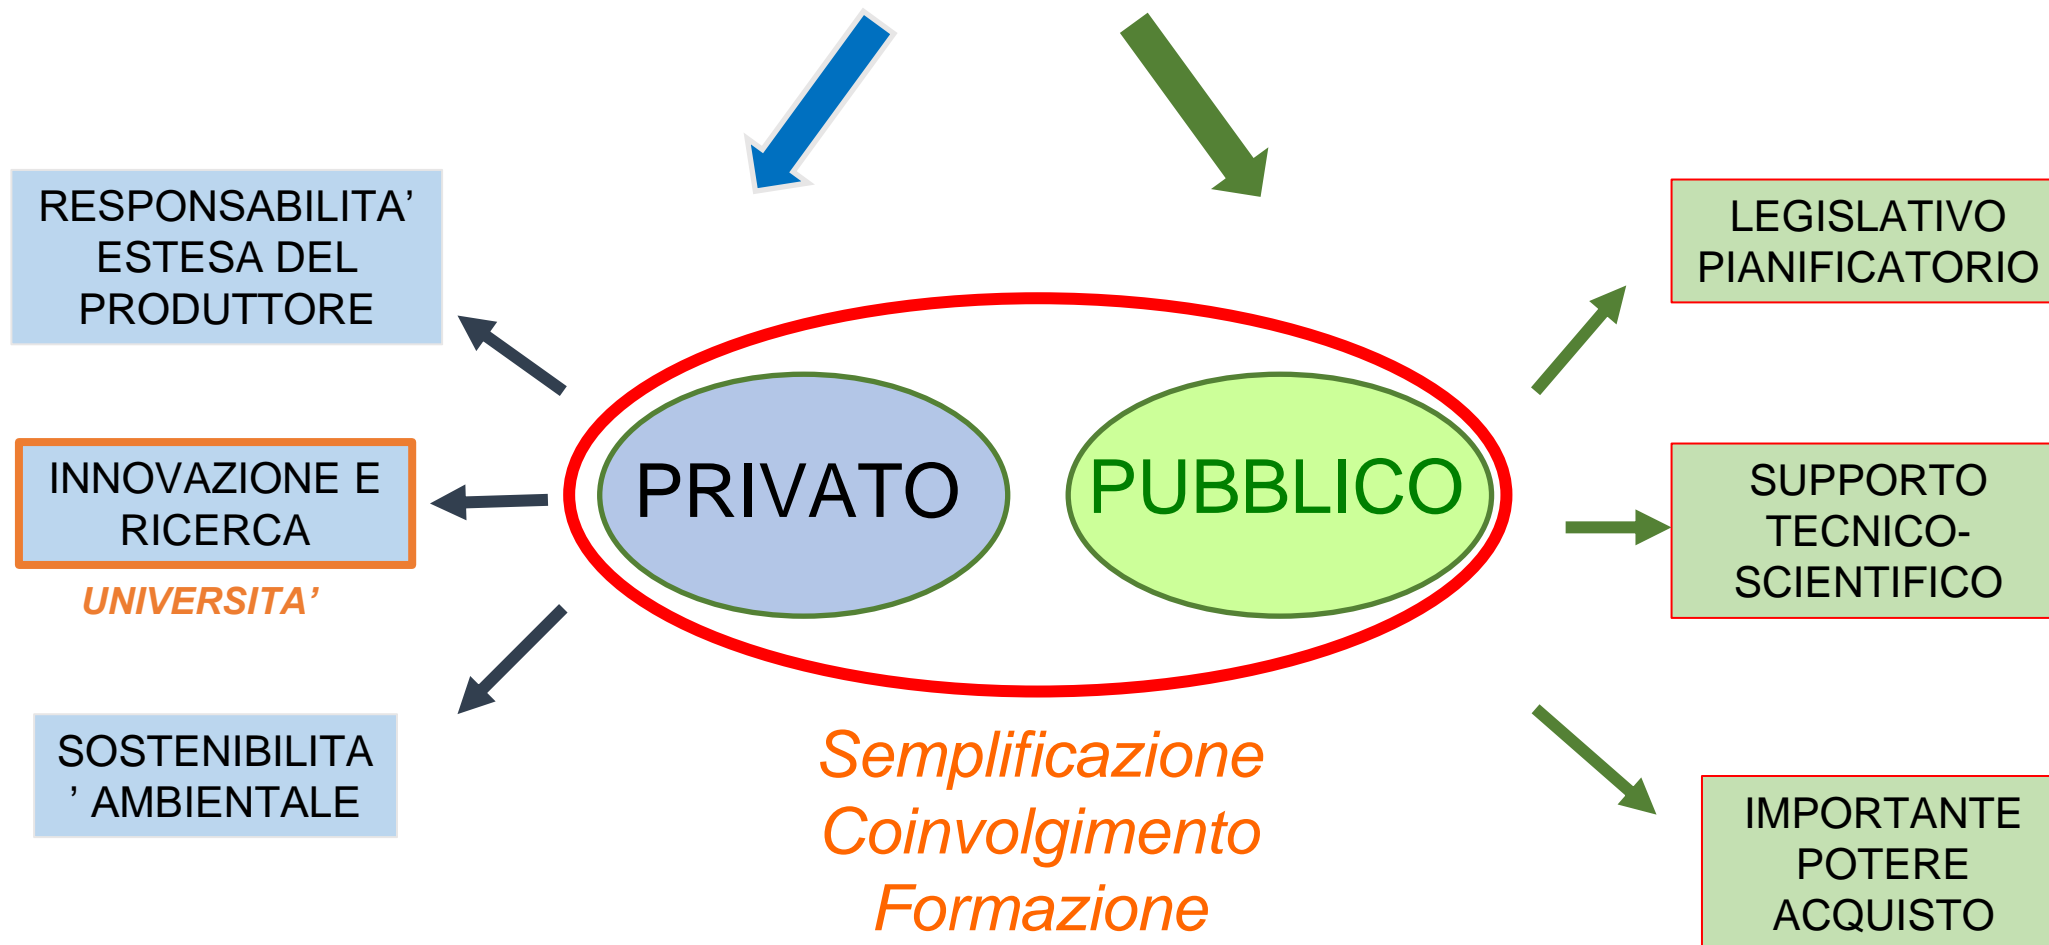 RESPONSABILITA’
ESTESA DEL
PRODUTTORE
INNOVAZIONE E
RICERCA
UNIVERSITA’
SOSTENIBILITA
’ AMBIENTALE
PRIVATO
PUBBLICO
Semplificazione
Coinvolgimento
Formazione
LEGISLATIVO
PIANIFICATORIO
SUPPORTO
TECNICO-
SCIENTIFICO
IMPORTANTE
POTERE
ACQUISTO